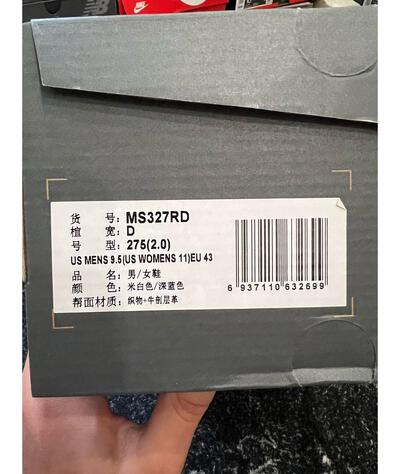 货号: MS327RD
楦宽: D
号型: 275(2.0)
US MENS 9.5(US WOMENS 11)EU 43
品名: 男/女鞋
颜色: 米白色/深蓝色
帮面材质: 织物+牛剖层革
6 937110 632699